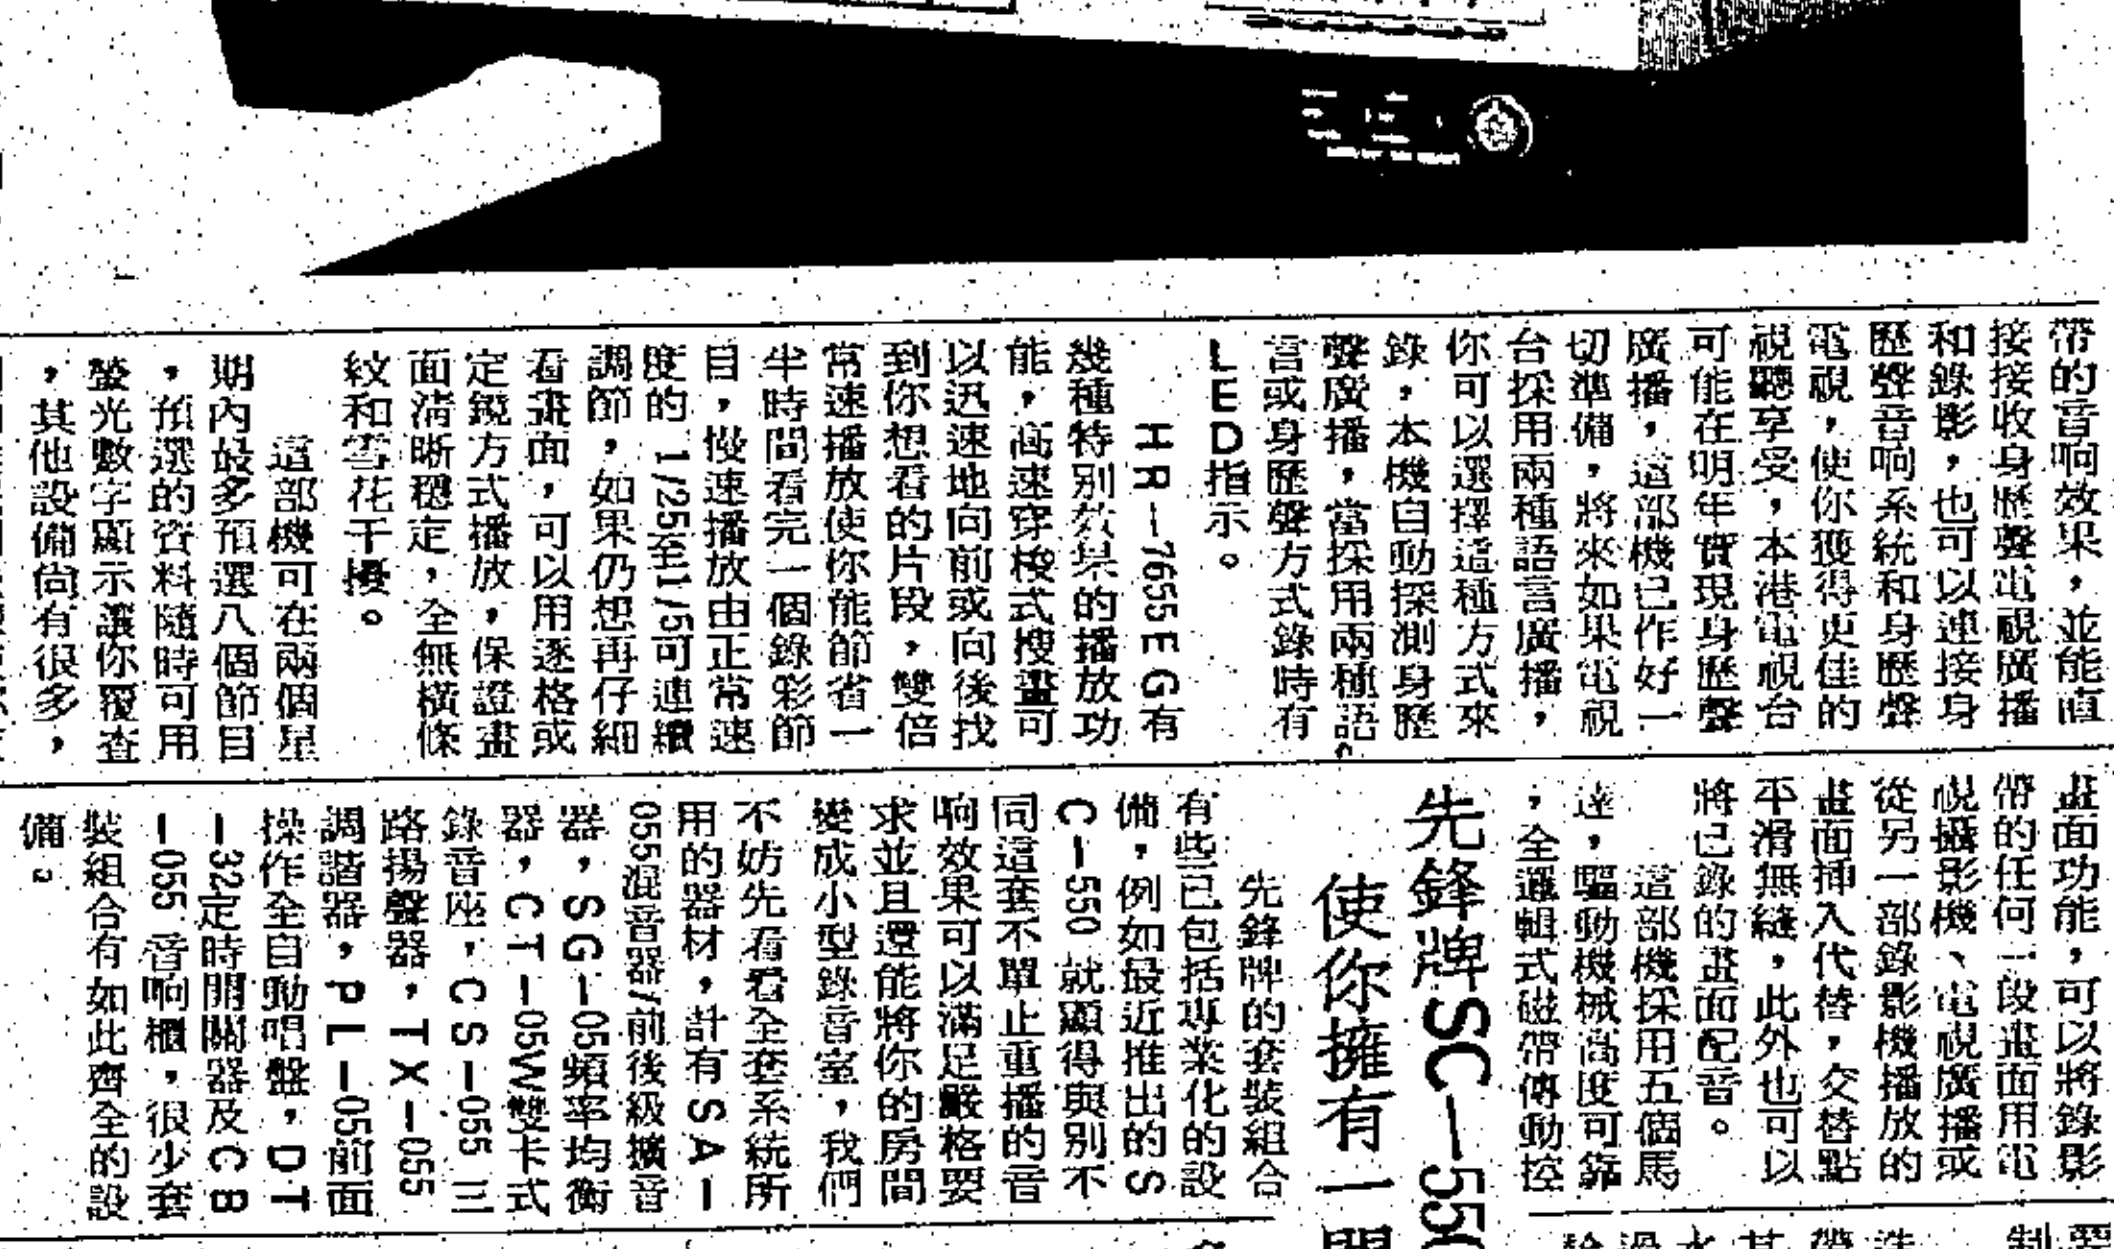 帶的音响效果，並能直
接接收身歷聲電視廣播
和錄影，也可以連接身
歷聲音响系統和身歷聲
電視，使你獲得更佳的
視聽享受，本港電視台
可能在明年實現身歷聲
廣播，這部機已作好一
切準備，將來如果電視
台採用兩種語言廣播，
你可以選擇這種方式來
錄，本機自動探測身歷
聲廣播，當採用兩種語
言或身歷聲方式錄時有
LED指示。
HR—7655EG有
幾種特別效果的播放功
能，高速穿梭式搜畫可
以迅速地向前或向後找
到你想看的片段，雙倍
常速播放使你能節省一
半時間看完一個錄彩節
目，慢速播放由正常速
度的1/25至1/5可連續
調節，如果仍想再仔細
看畫面，可以用逐格或
定鏡方式播放，保證畫
面清晰穩定，全無橫條
紋和雪花干擾。
這部機可在兩個星
期內最多預選八個節目
，預選的資料隨時可用
螢光數字顯示讓你覆查
，其他設備尚有很多，
畫面功能，可以將錄影
帶的任何一段畫面用電
視攝影機、電視廣播或
從另一部錄影機播放的
畫面挿入代替，交替點
平滑無縫，此外也可以
將已錄的畫面配音。
這部機採用五個馬
達，驅動機械高度可靠
，全邏輯式磁帶傳動控
先鋒牌SC—550
使你擁有一
先鋒牌的套裝組合
有些已包括專業化的設
備，例如最近推出的S
C—550就顯得與別不
同這套不單止重播的音
响效果可以滿足嚴格要
求並且還能將你的房間
變成小型錄音室，我們
不妨先看看全套系統所
用的器材，計有SA—
055混音器/前後級擴音
器，SG—05頻率均衡
器，CT—05W雙卡式
錄音座，CS—055三
路揚聲器，TX—055
調諧器，PL—05前面
操作全自動唱盤，DT
—32定時開關器及CB
—055音响櫃，很少套
裝組合有如此齊全的設
備。